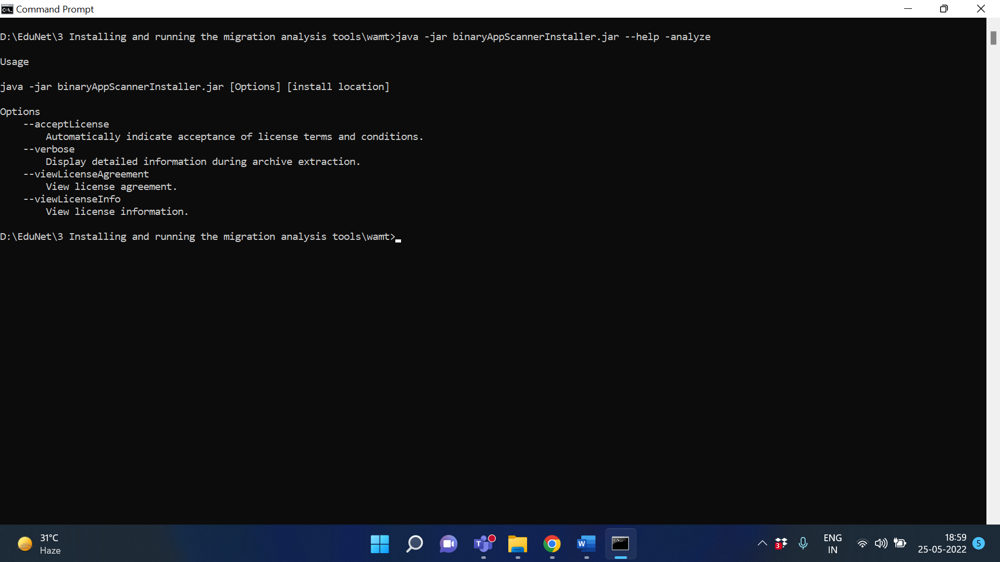 Command Prompt
D:\EduNet\3 Installing and running the migration analysis tools\wamt>java -jar binaryAppScannerInstaller.jar --help -analyze
Usage
java -jar binaryAppScannerInstaller.jar [Options] [install location]
Options
    --acceptLicense
        Automatically indicate acceptance of license terms and conditions.
    --verbose
        Display detailed information during archive extraction.
    --viewLicenseAgreement
        View license agreement.
    --viewLicenseInfo
        View license information.
D:\EduNet\3 Installing and running the migration analysis tools\wamt>
31°C
Haze
3
ENG
IN
18:59
25-05-2022
5